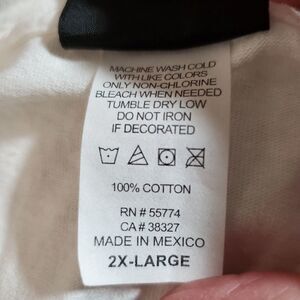 MACHINE WASH COLD
WITH LIKE COLORS
ONLY NON-CHLORINE
BLEACH WHEN NEEDED
TUMBLE DRY LOW
DO NOT IRON
IF DECORATED
100% COTTON
RN # 55774
CA # 38327
MADE IN MEXICO
2X-LARGE